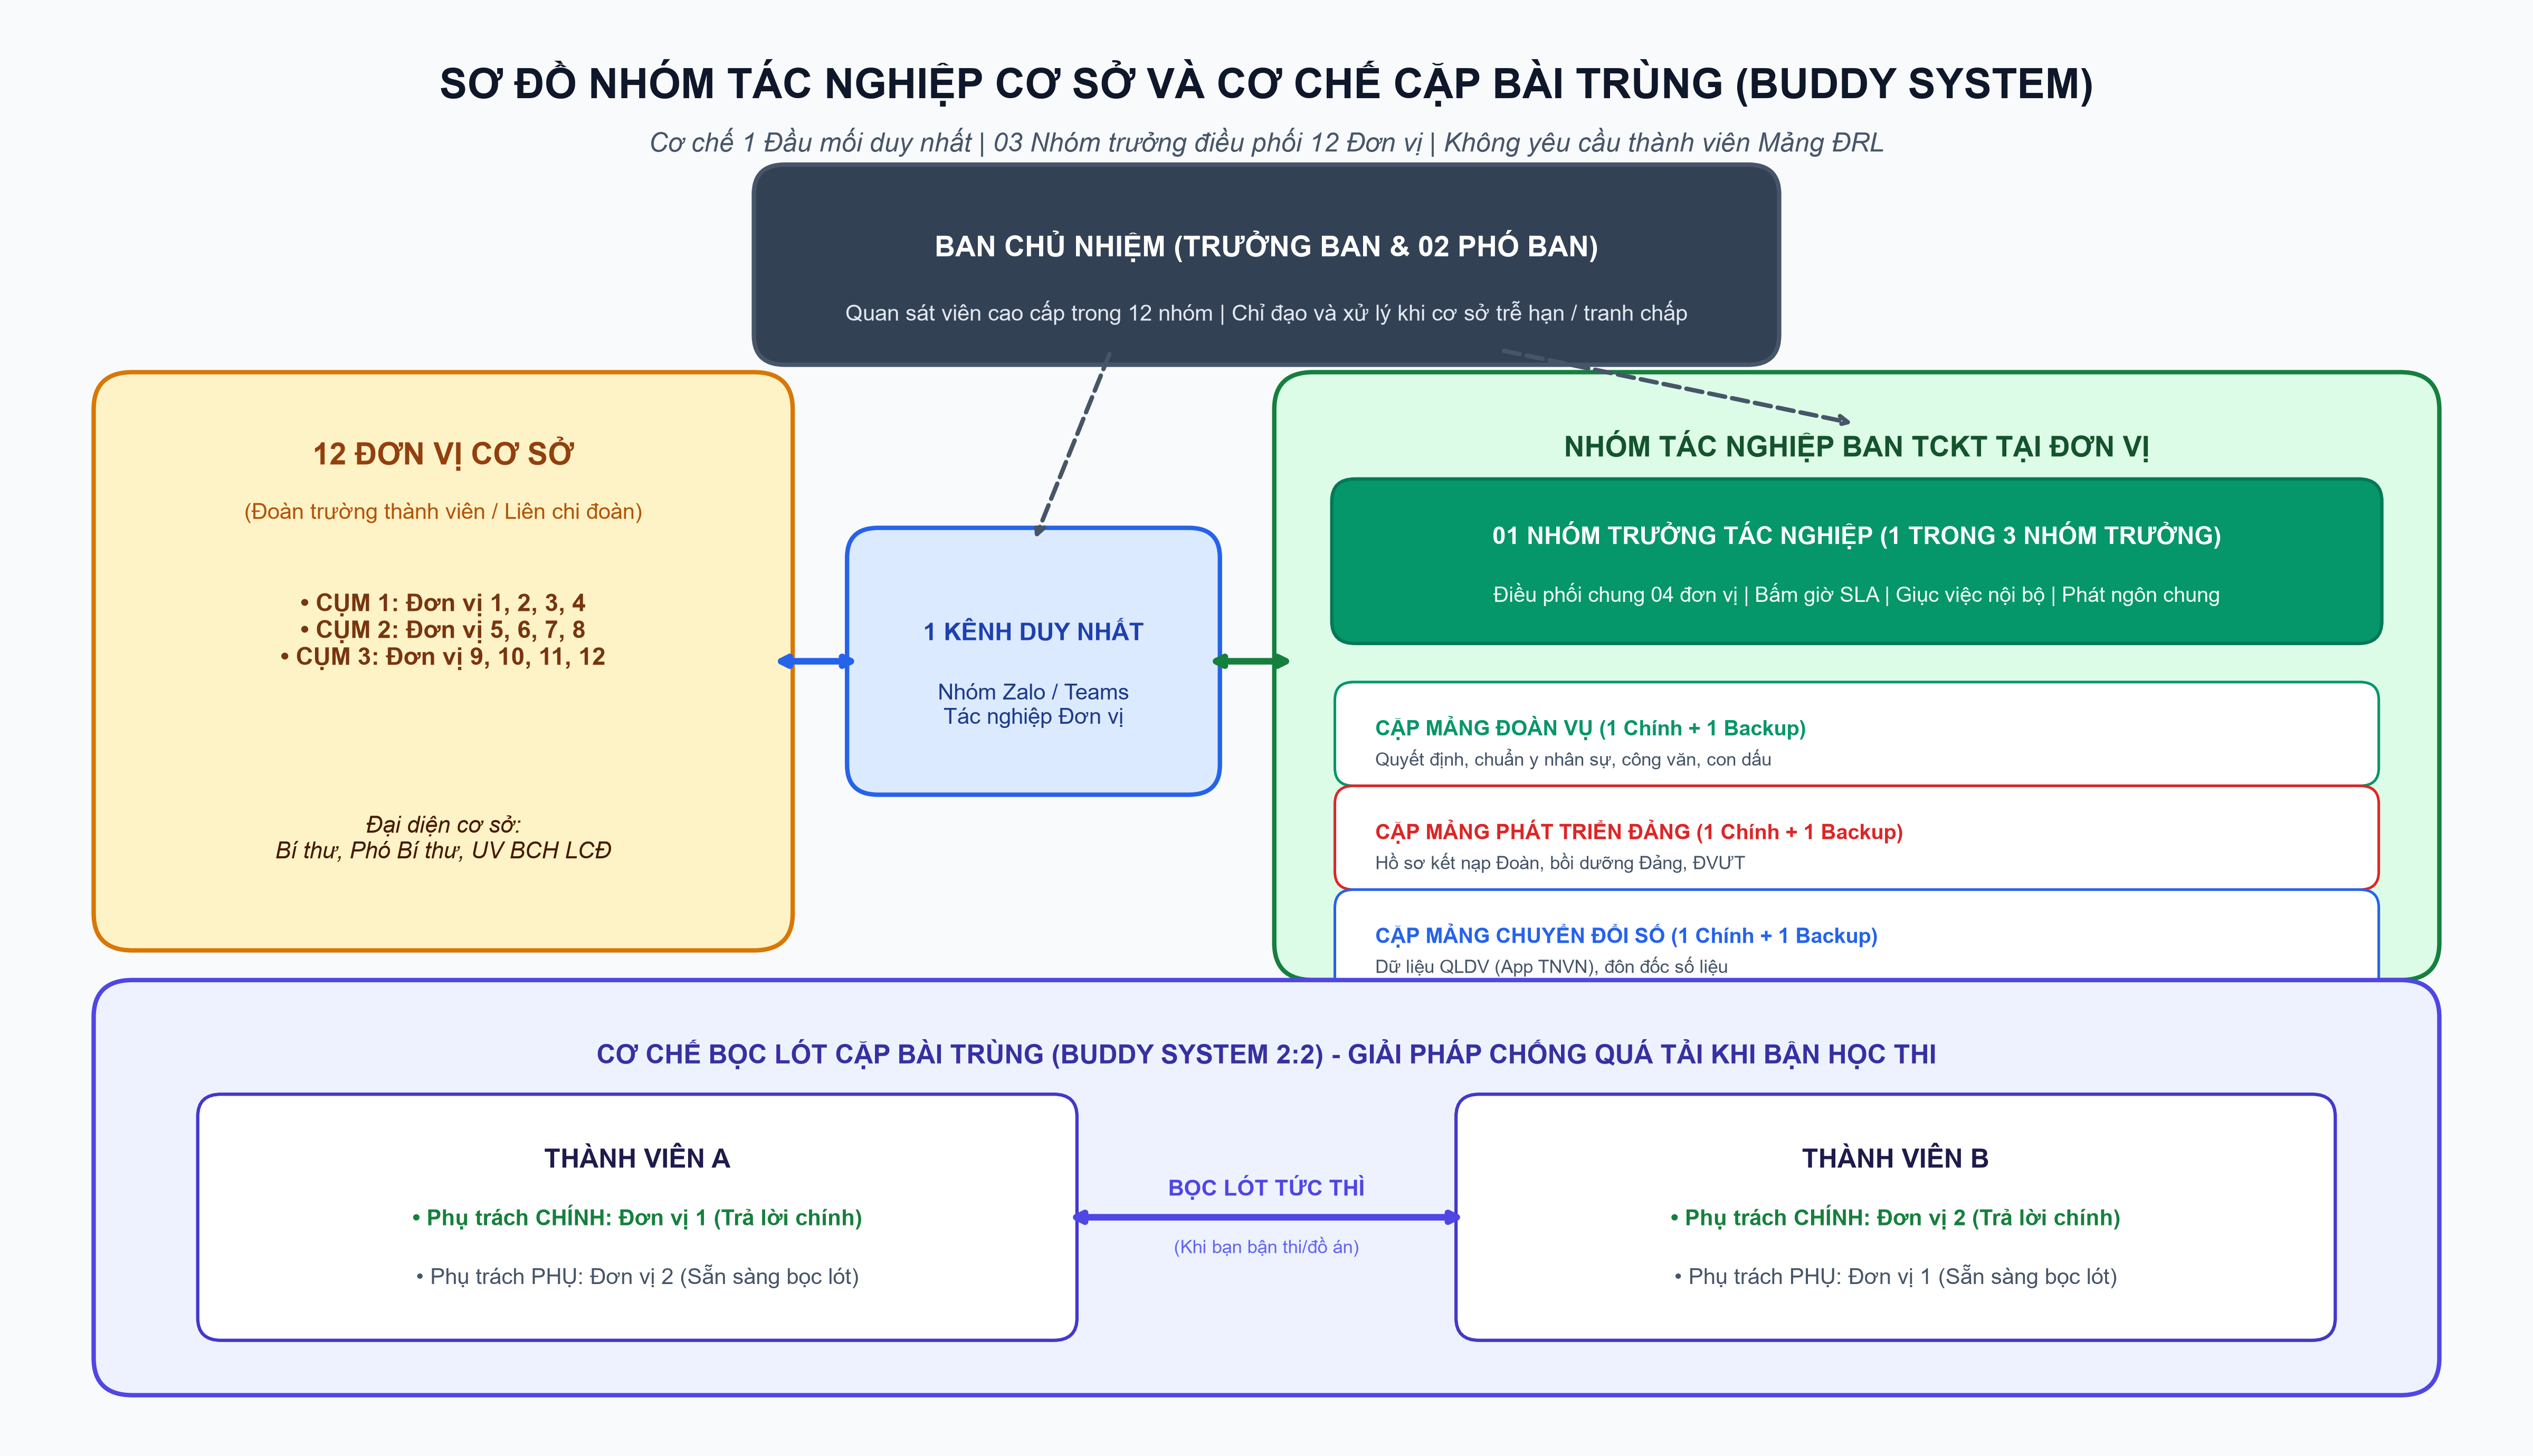 SƠ ĐỒ NHÓM TÁC NGHIỆP CƠ SỞ VÀ CƠ CHẾ CẶP BÀI TRÙNG (BUDDY SYSTEM)
Cơ chế 1 Đầu mối duy nhất | 03 Nhóm trưởng điều phối 12 Đơn vị | Không yêu cầu thành viên Mảng ĐRL
BAN CHỦ NHIỆM (TRƯỞNG BAN & 02 PHÓ BAN)
Quan sát viên cao cấp trong 12 nhóm | Chỉ đạo và xử lý khi cơ sở trễ hạn / tranh chấp
12 ĐƠN VỊ CƠ SỞ
(Đoàn trường thành viên / Liên chi đoàn)
• CỤM 1: Đơn vị 1, 2, 3, 4
• CỤM 2: Đơn vị 5, 6, 7, 8
• CỤM 3: Đơn vị 9, 10, 11, 12
Đại diện cơ sở:
Bí thư, Phó Bí thư, UV BCH LCĐ
1 KÊNH DUY NHẤT
Nhóm Zalo / Teams
Tác nghiệp Đơn vị
NHÓM TÁC NGHIỆP BAN TCKT TẠI ĐƠN VỊ
01 NHÓM TRƯỞNG TÁC NGHIỆP (1 TRONG 3 NHÓM TRƯỞNG)
Điều phối chung 04 đơn vị | Bấm giờ SLA | Giục việc nội bộ | Phát ngôn chung
CẶP MẢNG ĐOÀN VỤ (1 Chính + 1 Backup)
Quyết định, chuẩn y nhân sự, công văn, con dấu
CẶP MẢNG PHÁT TRIỂN ĐẢNG (1 Chính + 1 Backup)
Hồ sơ kết nạp Đoàn, bồi dưỡng Đảng, ĐVƯT
CẶP MẢNG CHUYỂN ĐỔI SỐ (1 Chính + 1 Backup)
Dữ liệu QLDV (App TNVN), đôn đốc số liệu
CƠ CHẾ BỌC LÓT CẶP BÀI TRÙNG (BUDDY SYSTEM 2:2) - GIẢI PHÁP CHỐNG QUÁ TẢI KHI BẬN HỌC THI
THÀNH VIÊN A
• Phụ trách CHÍNH: Đơn vị 1 (Trả lời chính)
• Phụ trách PHỤ: Đơn vị 2 (Sẵn sàng bọc lót)
BỌC LÓT TỨC THÌ
(Khi bạn bận thi/đồ án)
THÀNH VIÊN B
• Phụ trách CHÍNH: Đơn vị 2 (Trả lời chính)
• Phụ trách PHỤ: Đơn vị 1 (Sẵn sàng bọc lót)